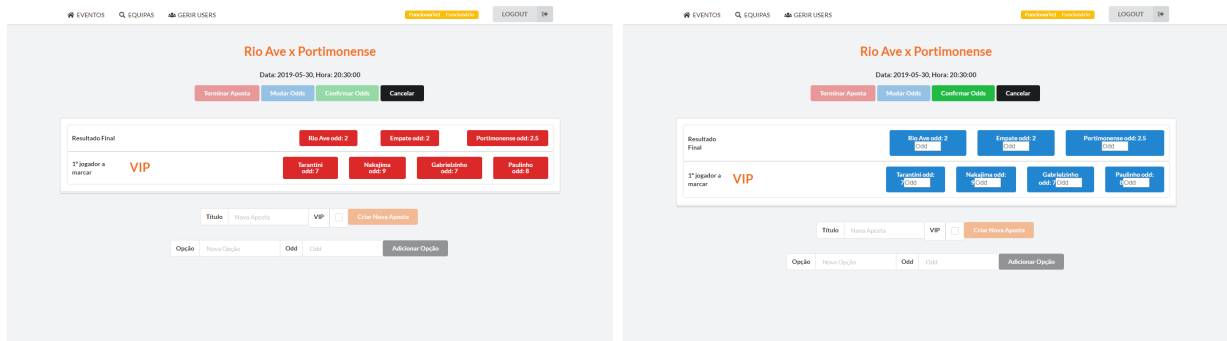 EVENTOS EQUIPAS GERIR USERS Funcionario1 Funcionário LOGOUT
Rio Ave x Portimonense
Data: 2019-05-30, Hora: 20:30:00
Terminar Aposta Mudar Odds Confirmar Odds Cancelar
Resultado Final Rio Ave odd: 2 Empate odd: 2 Portimonense odd: 2.5
1º jogador a marcar VIP Tarantini odd: 7 Nakajima odd: 9 Gabrielzinho odd: 7 Paulinho odd: 8
Título Nova Aposta VIP Criar Nova Aposta
Opção Nova Opção Odd Odd Adicionar Opção
EVENTOS EQUIPAS GERIR USERS Funcionario1 Funcionário LOGOUT
Rio Ave x Portimonense
Data: 2019-05-30, Hora: 20:30:00
Terminar Aposta Mudar Odds Confirmar Odds Cancelar
Resultado Final Rio Ave odd: 2 Odd Empate odd: 2 Odd Portimonense odd: 2.5 Odd
1º jogador a marcar VIP Tarantini odd: 7 Odd Nakajima odd: 9 Odd Gabrielzinho odd: 7 Odd Paulinho odd: 8 Odd
Título Nova Aposta VIP Criar Nova Aposta
Opção Nova Opção Odd Odd Adicionar Opção